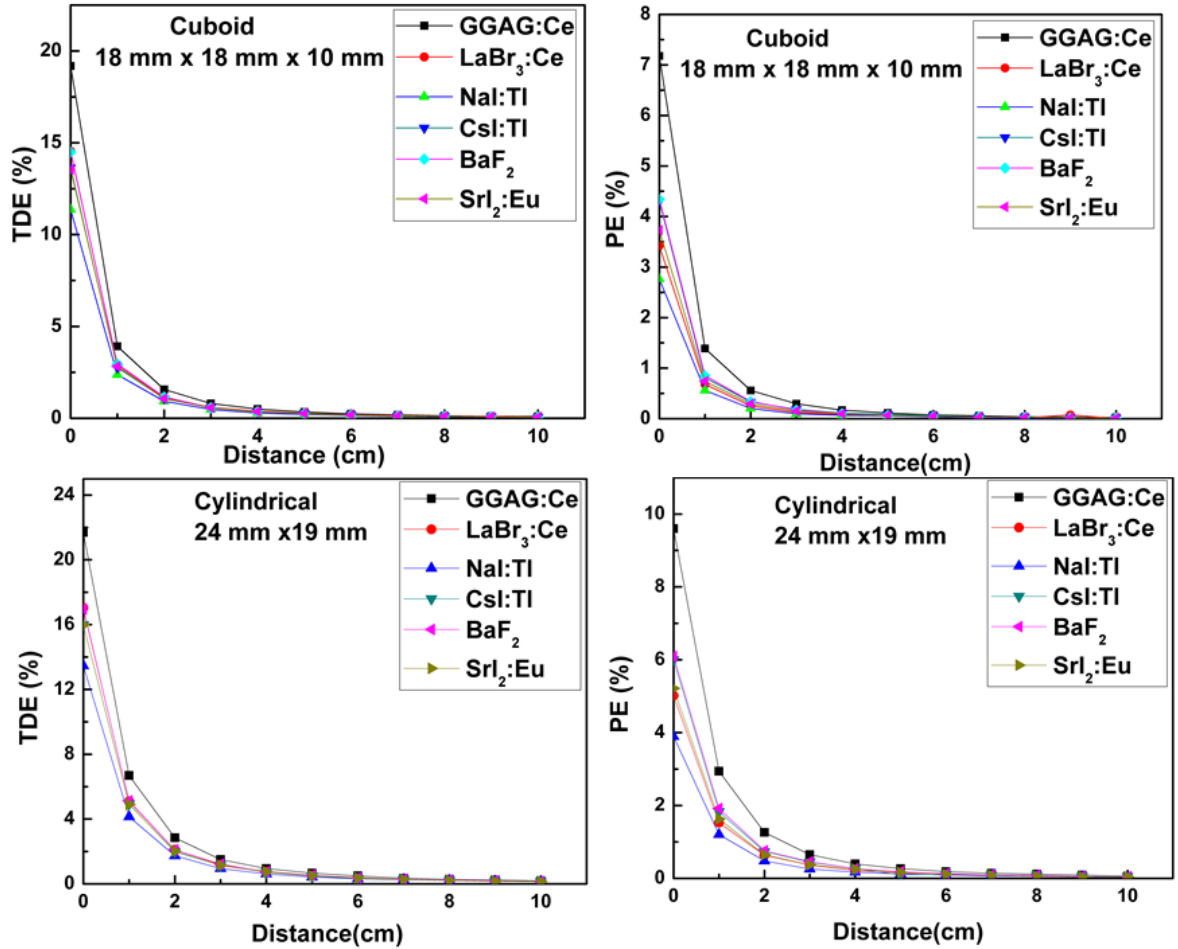 Cuboid
18 mm x 18 mm x 10 mm
GGAG:Ce
LaBr3:Ce
NaI:Tl
CsI:Tl
BaF2
SrI2:Eu
TDE (%)
20
15
10
5
0
0 2 4 6 8 10
Distance (cm)
Cuboid
18 mm x 18 mm x 10 mm
GGAG:Ce
LaBr3:Ce
NaI:Tl
CsI:Tl
BaF2
SrI2:Eu
PE (%)
8
7
6
5
4
3
2
1
0
0 2 4 6 8 10
Distance(cm)
Cylindrical
24 mm x19 mm
GGAG:Ce
LaBr3:Ce
NaI:Tl
CsI:Tl
BaF2
SrI2:Eu
TDE (%)
24
20
16
12
8
4
0
0 2 4 6 8 10
Distance(cm)
Cylindrical
24 mm x19 mm
GGAG:Ce
LaBr3:Ce
NaI:Tl
CsI:Tl
BaF2
SrI2:Eu
PE (%)
10
8
6
4
2
0
0 2 4 6 8 10
Distance(cm)